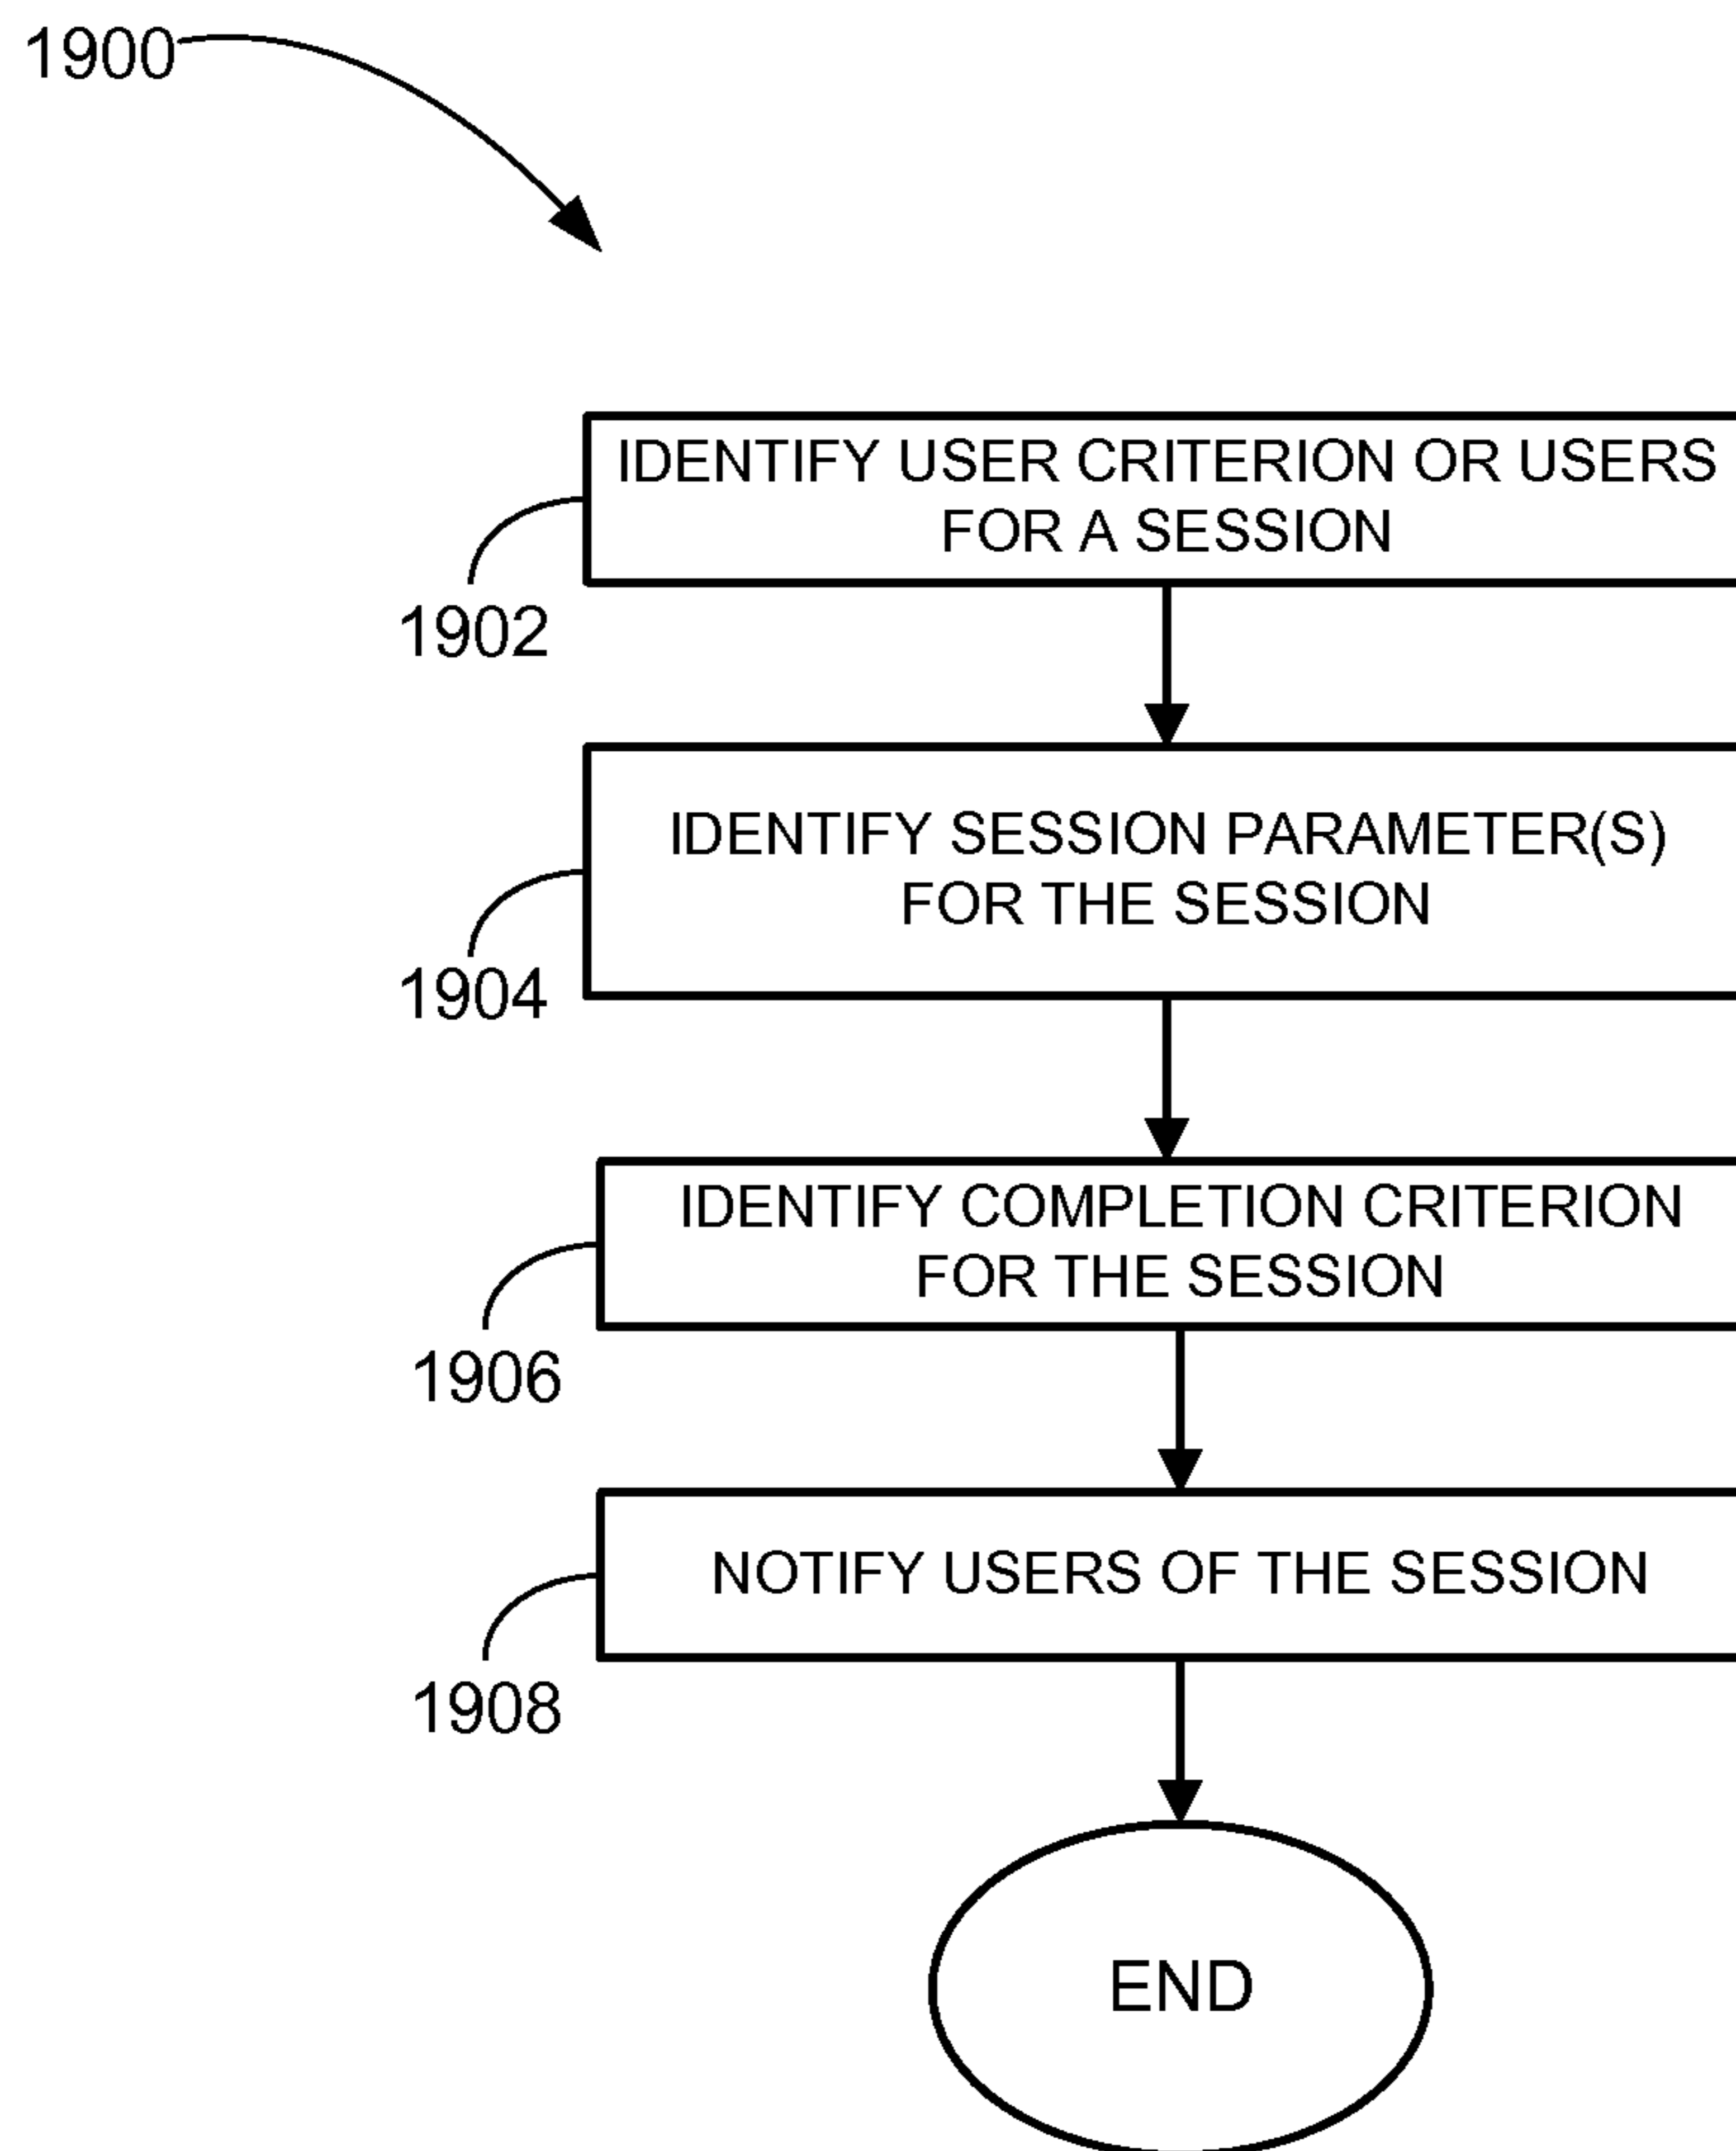 1900
IDENTIFY USER CRITERION OR USERS
FOR A SESSION
1902
IDENTIFY SESSION PARAMETER(S)
FOR THE SESSION
1904
IDENTIFY COMPLETION CRITERION
FOR THE SESSION
1906
NOTIFY USERS OF THE SESSION
1908
END